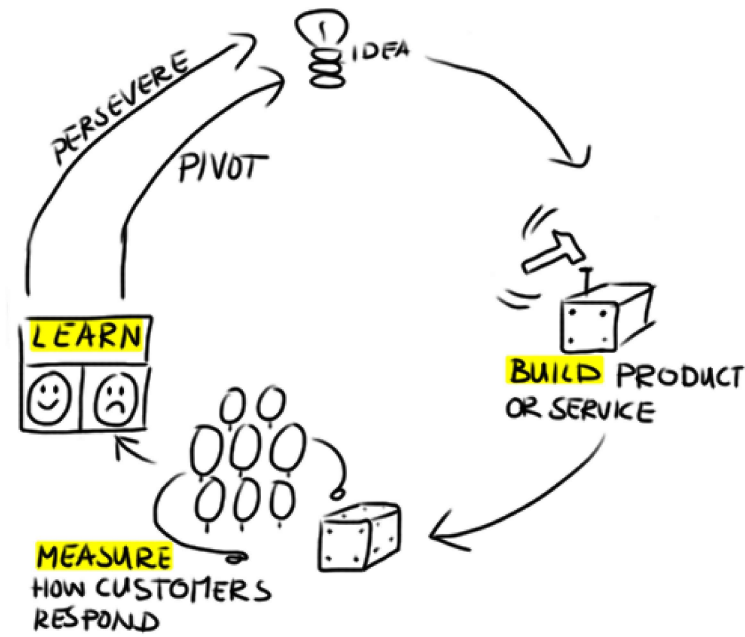 IDEA
PERSEVERE
PIVOT
LEARN
BUILD PRODUCT
OR SERVICE
MEASURE
HOW CUSTOMERS
RESPOND